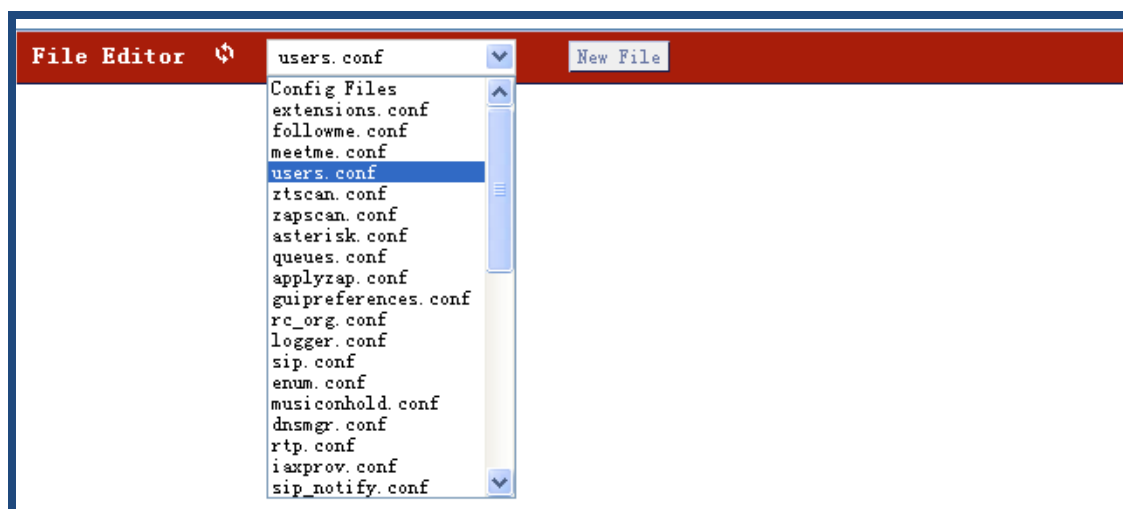 File Editor users.conf New File
Config Files
extensions.conf
followme.conf
meetme.conf
users.conf
ztscan.conf
zapscan.conf
asterisk.conf
queues.conf
applyzap.conf
guipreferences.conf
rc_org.conf
logger.conf
sip.conf
enum.conf
musiconhold.conf
dnsmgr.conf
rtp.conf
iaxprov.conf
sip_notify.conf